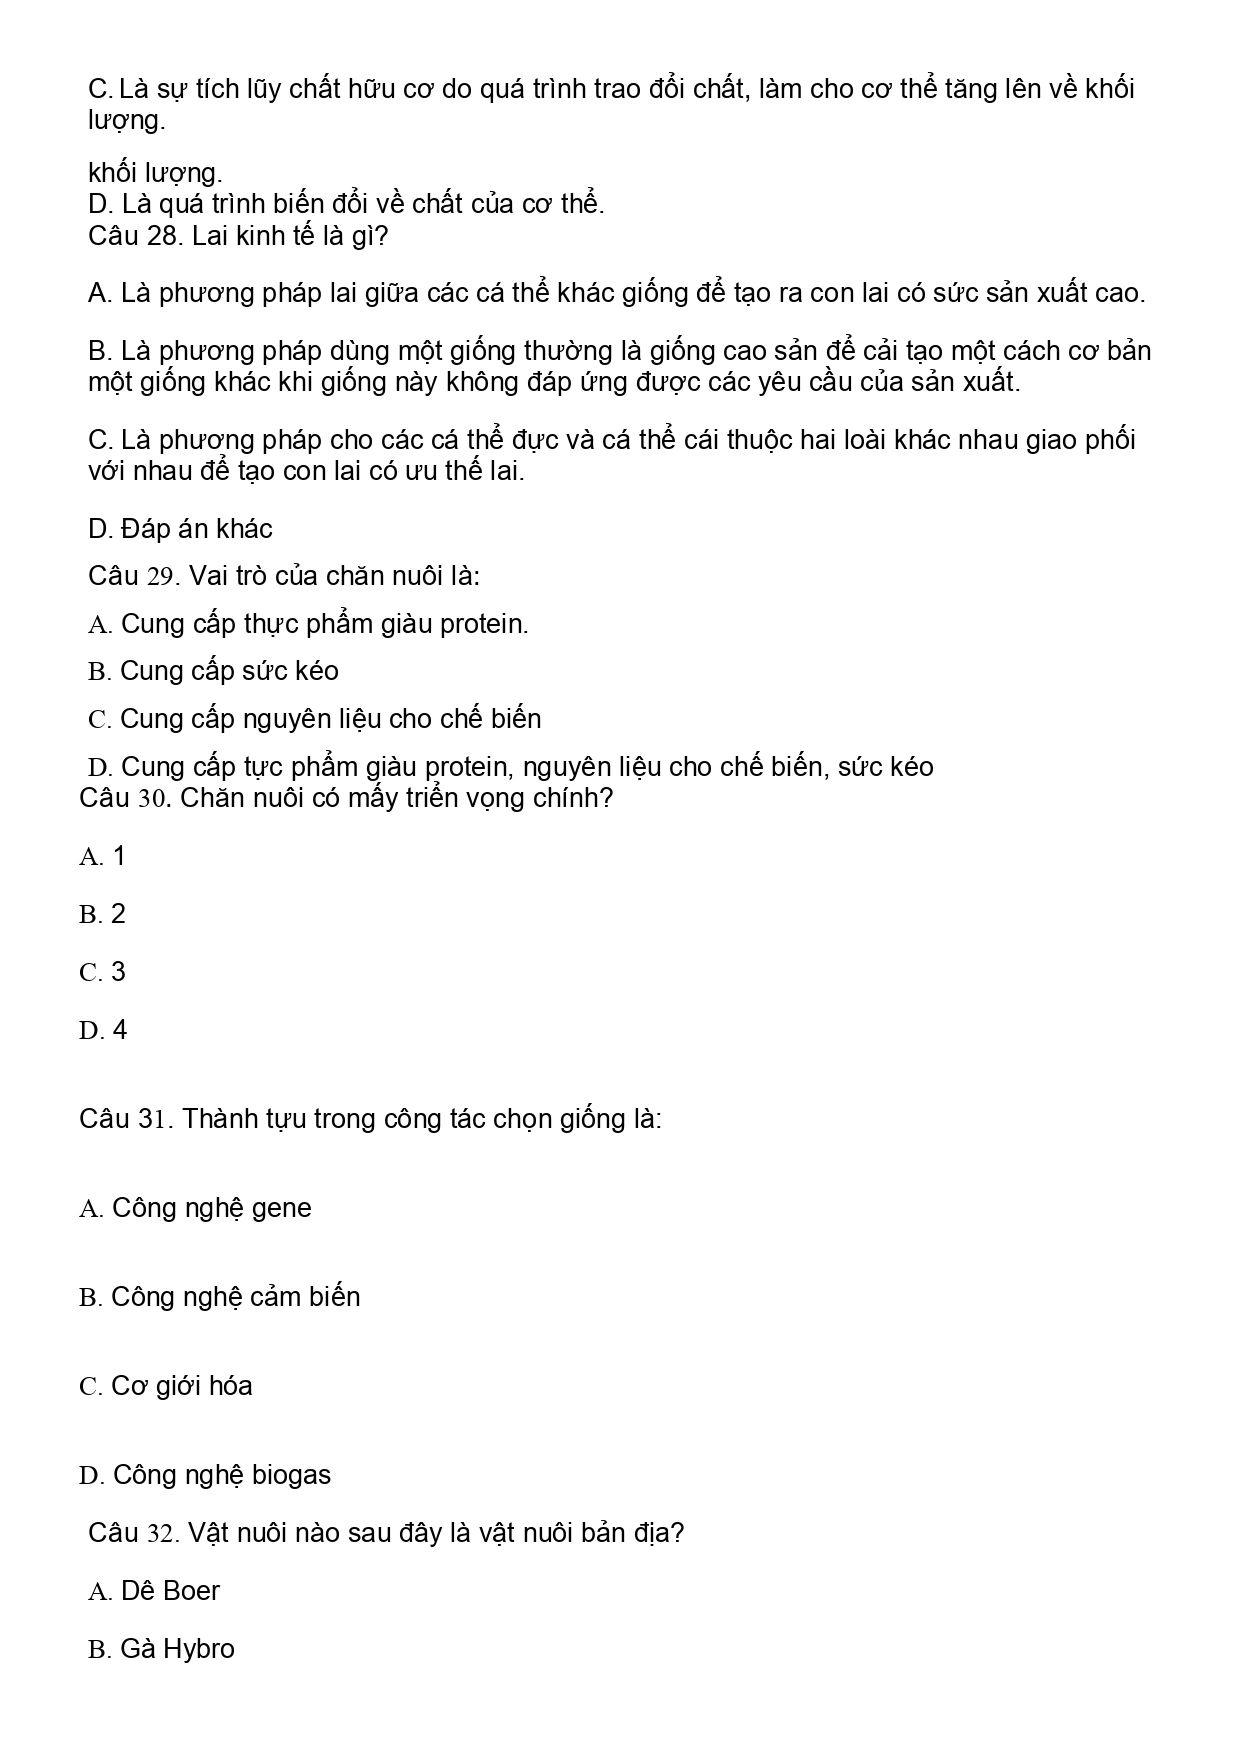 C. Là sự tích lũy chất hữu cơ do quá trình trao đổi chất, làm cho cơ thể tăng lên về khối
lượng.
khối lượng.
D. Là quá trình biến đổi về chất của cơ thể.
Câu 28. Lai kinh tế là gì?
A. Là phương pháp lai giữa các cá thể khác giống để tạo ra con lai có sức sản xuất cao.
B. Là phương pháp dùng một giống thường là giống cao sản để cải tạo một cách cơ bản
một giống khác khi giống này không đáp ứng được các yêu cầu của sản xuất.
C. Là phương pháp cho các cá thể đực và cá thể cái thuộc hai loài khác nhau giao phối
với nhau để tạo con lai có ưu thế lai.
D. Đáp án khác
Câu 29. Vai trò của chăn nuôi là:
A. Cung cấp thực phẩm giàu protein.
B. Cung cấp sức kéo
C. Cung cấp nguyên liệu cho chế biến
D. Cung cấp tực phẩm giàu protein, nguyên liệu cho chế biến, sức kéo
Câu 30. Chăn nuôi có mấy triển vọng chính?
A. 1
B. 2
C. 3
D. 4
Câu 31. Thành tựu trong công tác chọn giống là:
A. Công nghệ gene
B. Công nghệ cảm biến
C. Cơ giới hóa
D. Công nghệ biogas
Câu 32. Vật nuôi nào sau đây là vật nuôi bản địa?
A. Dê Boer
B. Gà Hybro